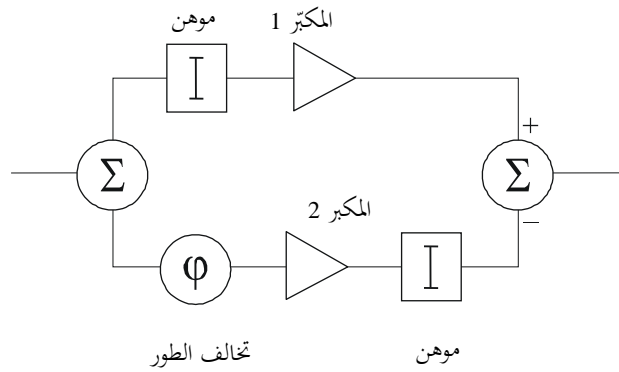 المكبّر 1
موهن
+
Σ
Σ
المكبر 2
−
φ
تخالف الطور
موهن